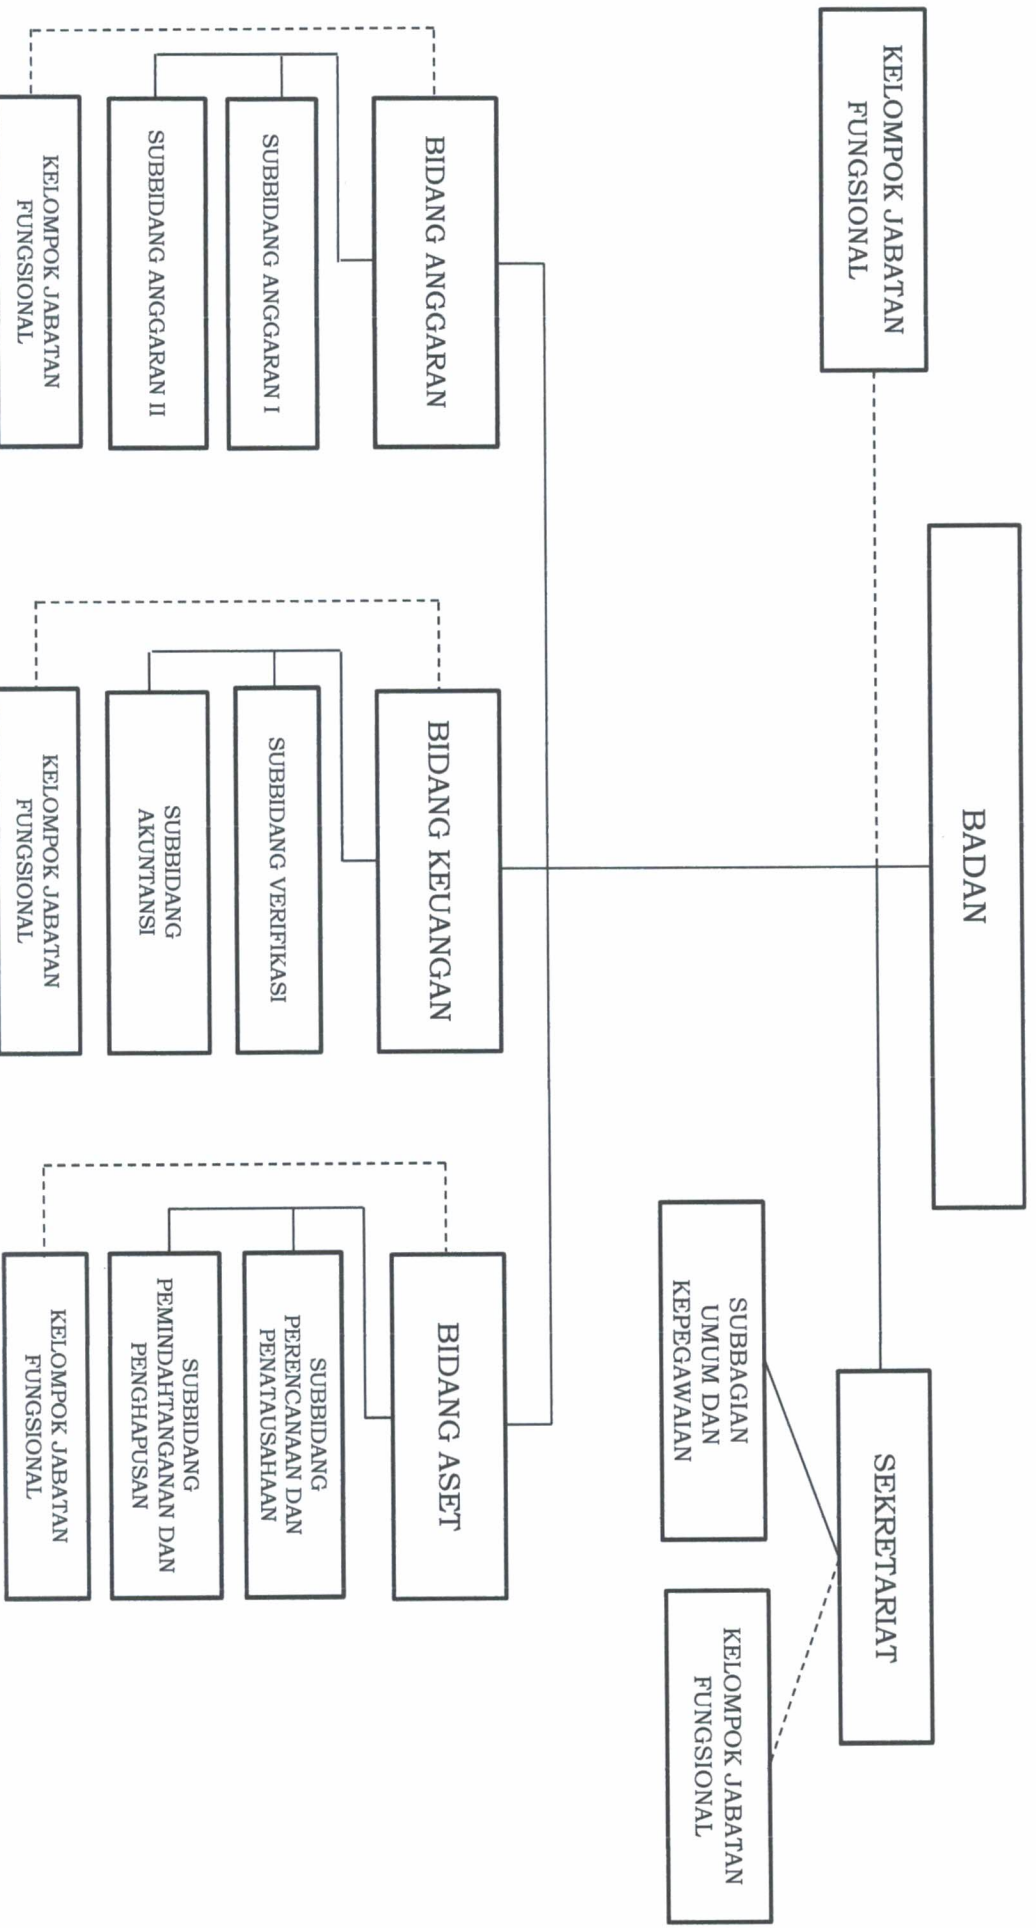 BADAN
KELOMPOK JABATAN
FUNGSIONAL
SEKRETARIAT
SUBBAGIAN
UMUM DAN
KEPEGAWAIAN
KELOMPOK JABATAN
FUNGSIONAL
BIDANG ANGGARAN
SUBBIDANG ANGGARAN I
SUBBIDANG ANGGARAN II
KELOMPOK JABATAN
FUNGSIONAL
BIDANG KEUANGAN
SUBBIDANG VERIFIKASI
SUBBIDANG
AKUNTANSI
KELOMPOK JABATAN
FUNGSIONAL
BIDANG ASET
SUBBIDANG
PERENCANAAN DAN
PENATAUSAHAAN
SUBBIDANG
PEMINDAHTANGANAN DAN
PENGHAPUSAN
KELOMPOK JABATAN
FUNGSIONAL